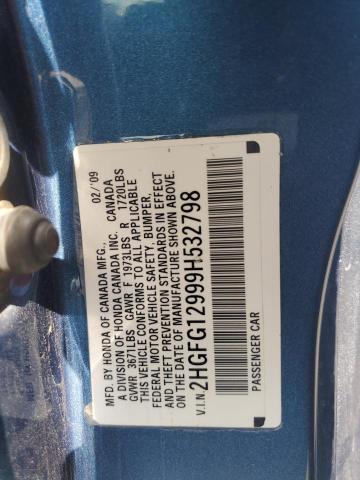 MFD. BY HONDA OF CANADA MFG., 02/'09
A DIVISION OF HONDA CANADA INC. CANADA
GVWR 3671LBS GAWR F 1973LBS R 1720LBS
THIS VEHICLE CONFORMS TO ALL APPLICABLE
FEDERAL MOTOR VEHICLE SAFETY, BUMPER,
AND THEFT PREVENTION STANDARDS IN EFFECT
ON THE DATE OF MANUFACTURE SHOWN ABOVE.
V.I.N. 2HGFG12999H532798
PASSENGER CAR